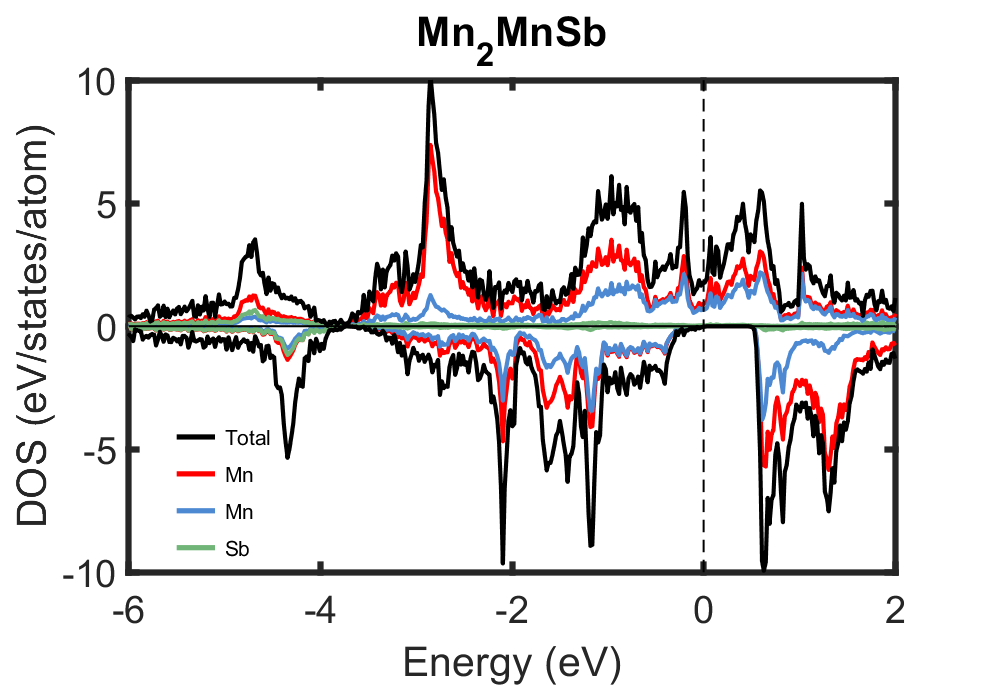 Mn2MnSb
10
5
0
-5
-10
DOS (eV/states/atom)
Total
Mn
Mn
Sb
-6 -4 -2 0 2
Energy (eV)